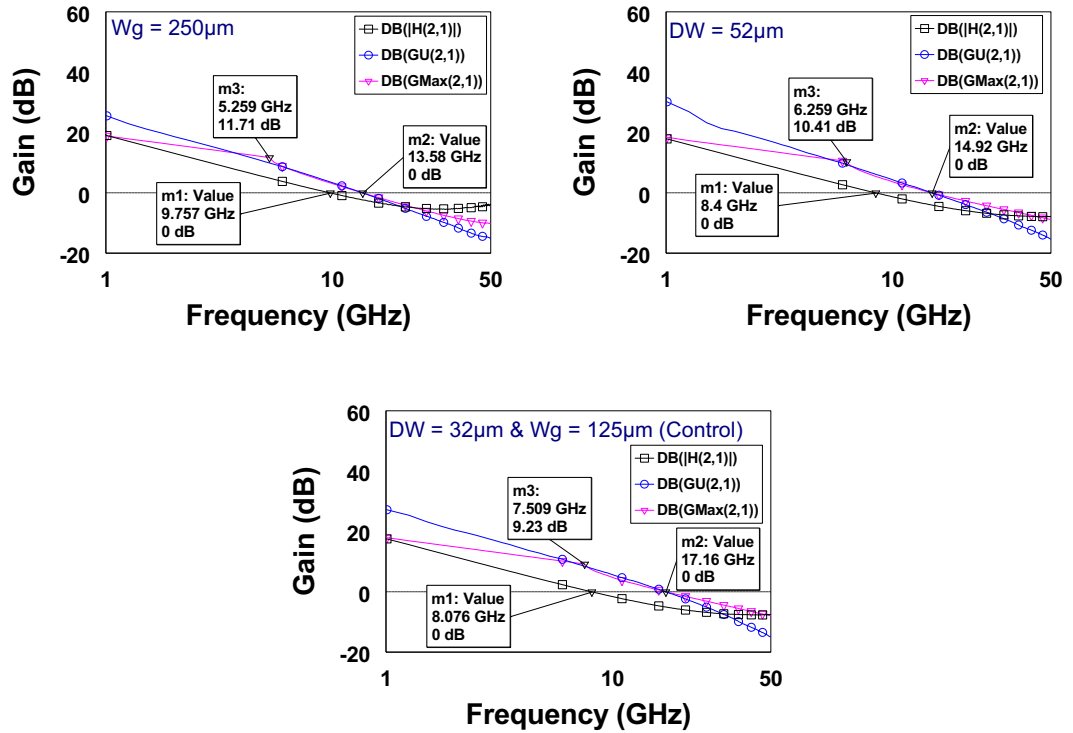 Wg = 250µm
DB(|H(2,1)|)
DB(GU(2,1))
DB(GMax(2,1))
m3:
5.259 GHz
11.71 dB
m2: Value
13.58 GHz
0 dB
m1: Value
9.757 GHz
0 dB
Gain (dB)
60
40
20
0
-20
1
10
50
Frequency (GHz)
DW = 52µm
DB(|H(2,1)|)
DB(GU(2,1))
DB(GMax(2,1))
m3:
6.259 GHz
10.41 dB
m2: Value
14.92 GHz
0 dB
m1: Value
8.4 GHz
0 dB
Gain (dB)
60
40
20
0
-20
1
10
50
Frequency (GHz)
DW = 32µm & Wg = 125µm (Control)
DB(|H(2,1)|)
DB(GU(2,1))
DB(GMax(2,1))
m3:
7.509 GHz
9.23 dB
m2: Value
17.16 GHz
0 dB
m1: Value
8.076 GHz
0 dB
Gain (dB)
60
40
20
0
-20
1
10
50
Frequency (GHz)